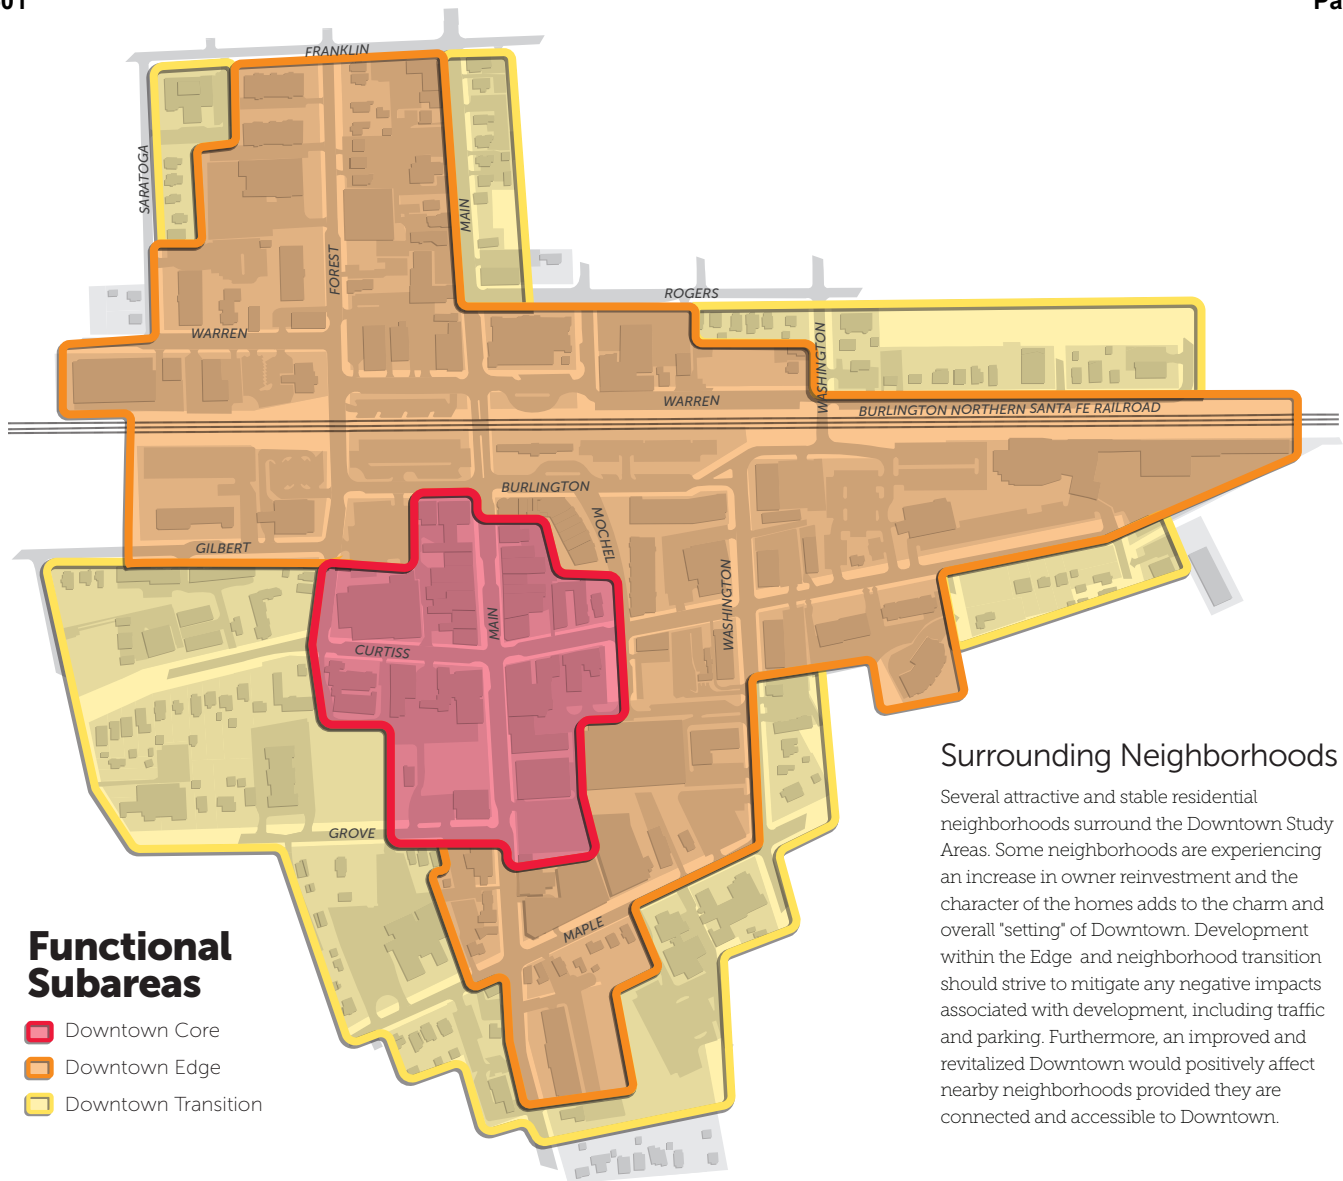 01
Pa
FRANKLIN
SARATOGA
MAIN
FOREST
ROGERS
WARREN
WASHINGTON
WARREN
BURLINGTON NORTHERN SANTA FE RAILROAD
BURLINGTON
MOCHEL
GILBERT
WASHINGTON
MAIN
CURTISS
GROVE
MAPLE
Surrounding Neighborhoods
Several attractive and stable residential
neighborhoods surround the Downtown Study
Areas. Some neighborhoods are experiencing
an increase in owner reinvestment and the
character of the homes adds to the charm and
overall "setting" of Downtown. Development
within the Edge and neighborhood transition
should strive to mitigate any negative impacts
associated with development, including traffic
and parking. Furthermore, an improved and
revitalized Downtown would positively affect
nearby neighborhoods provided they are
connected and accessible to Downtown.
Functional
Subareas
Downtown Core
Downtown Edge
Downtown Transition